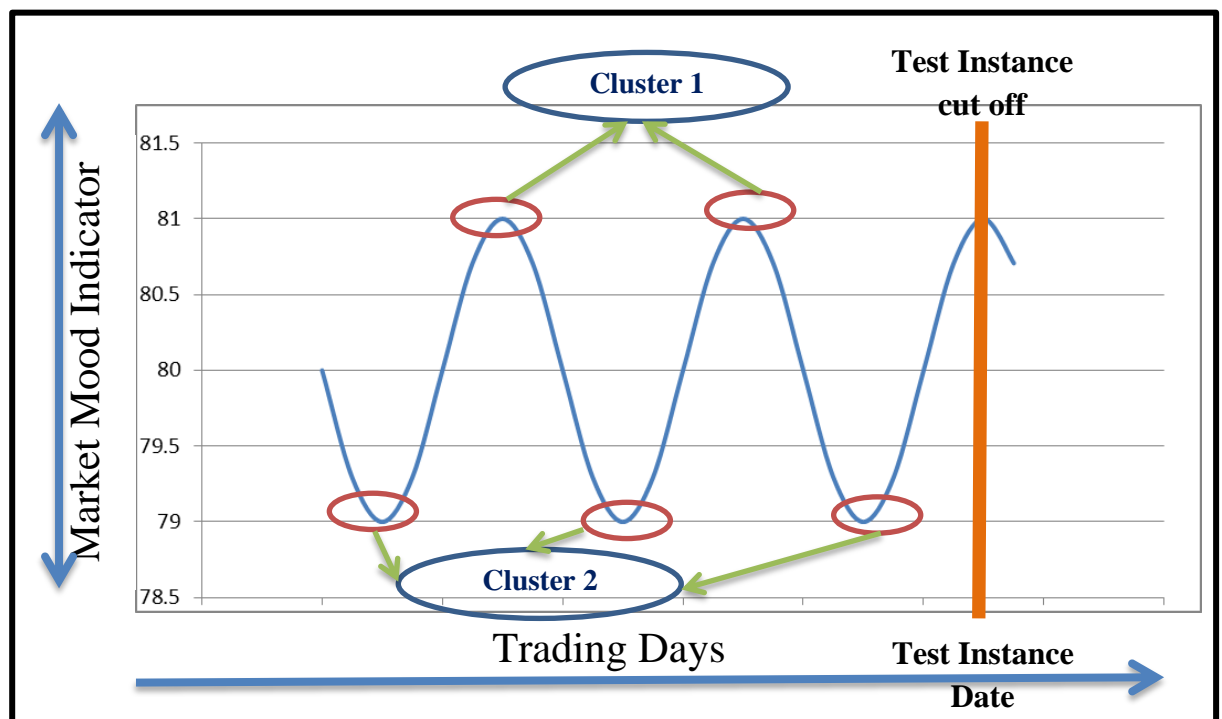 Cluster 1
Test Instance
cut off
Market Mood Indicator
81.5
81
80.5
80
79.5
79
78.5
Cluster 2
Trading Days
Test Instance
Date